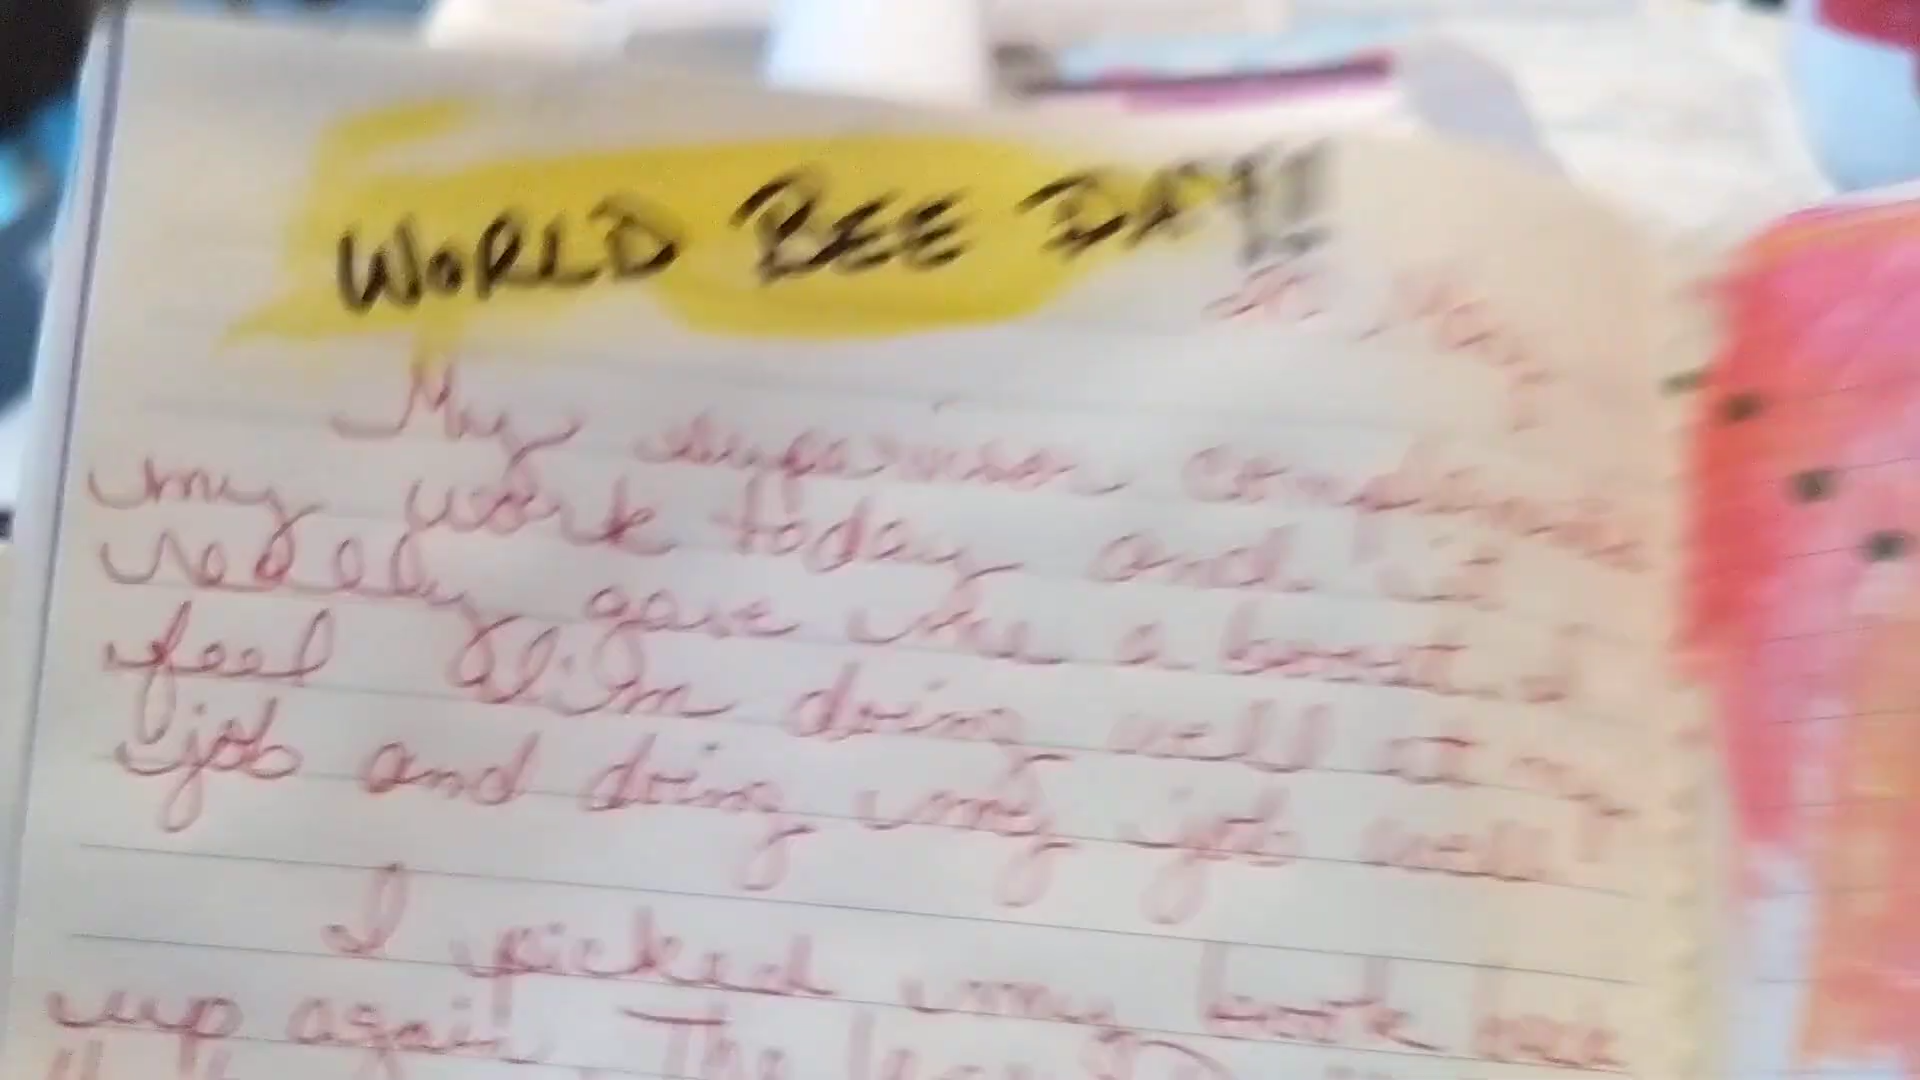 WORLD BEE DAY!!
My supervisor complimented
my work today and it
really gave me a boost. I
feel I'm doing well at my
job and doing my job well!
I picked my book back
up again. The